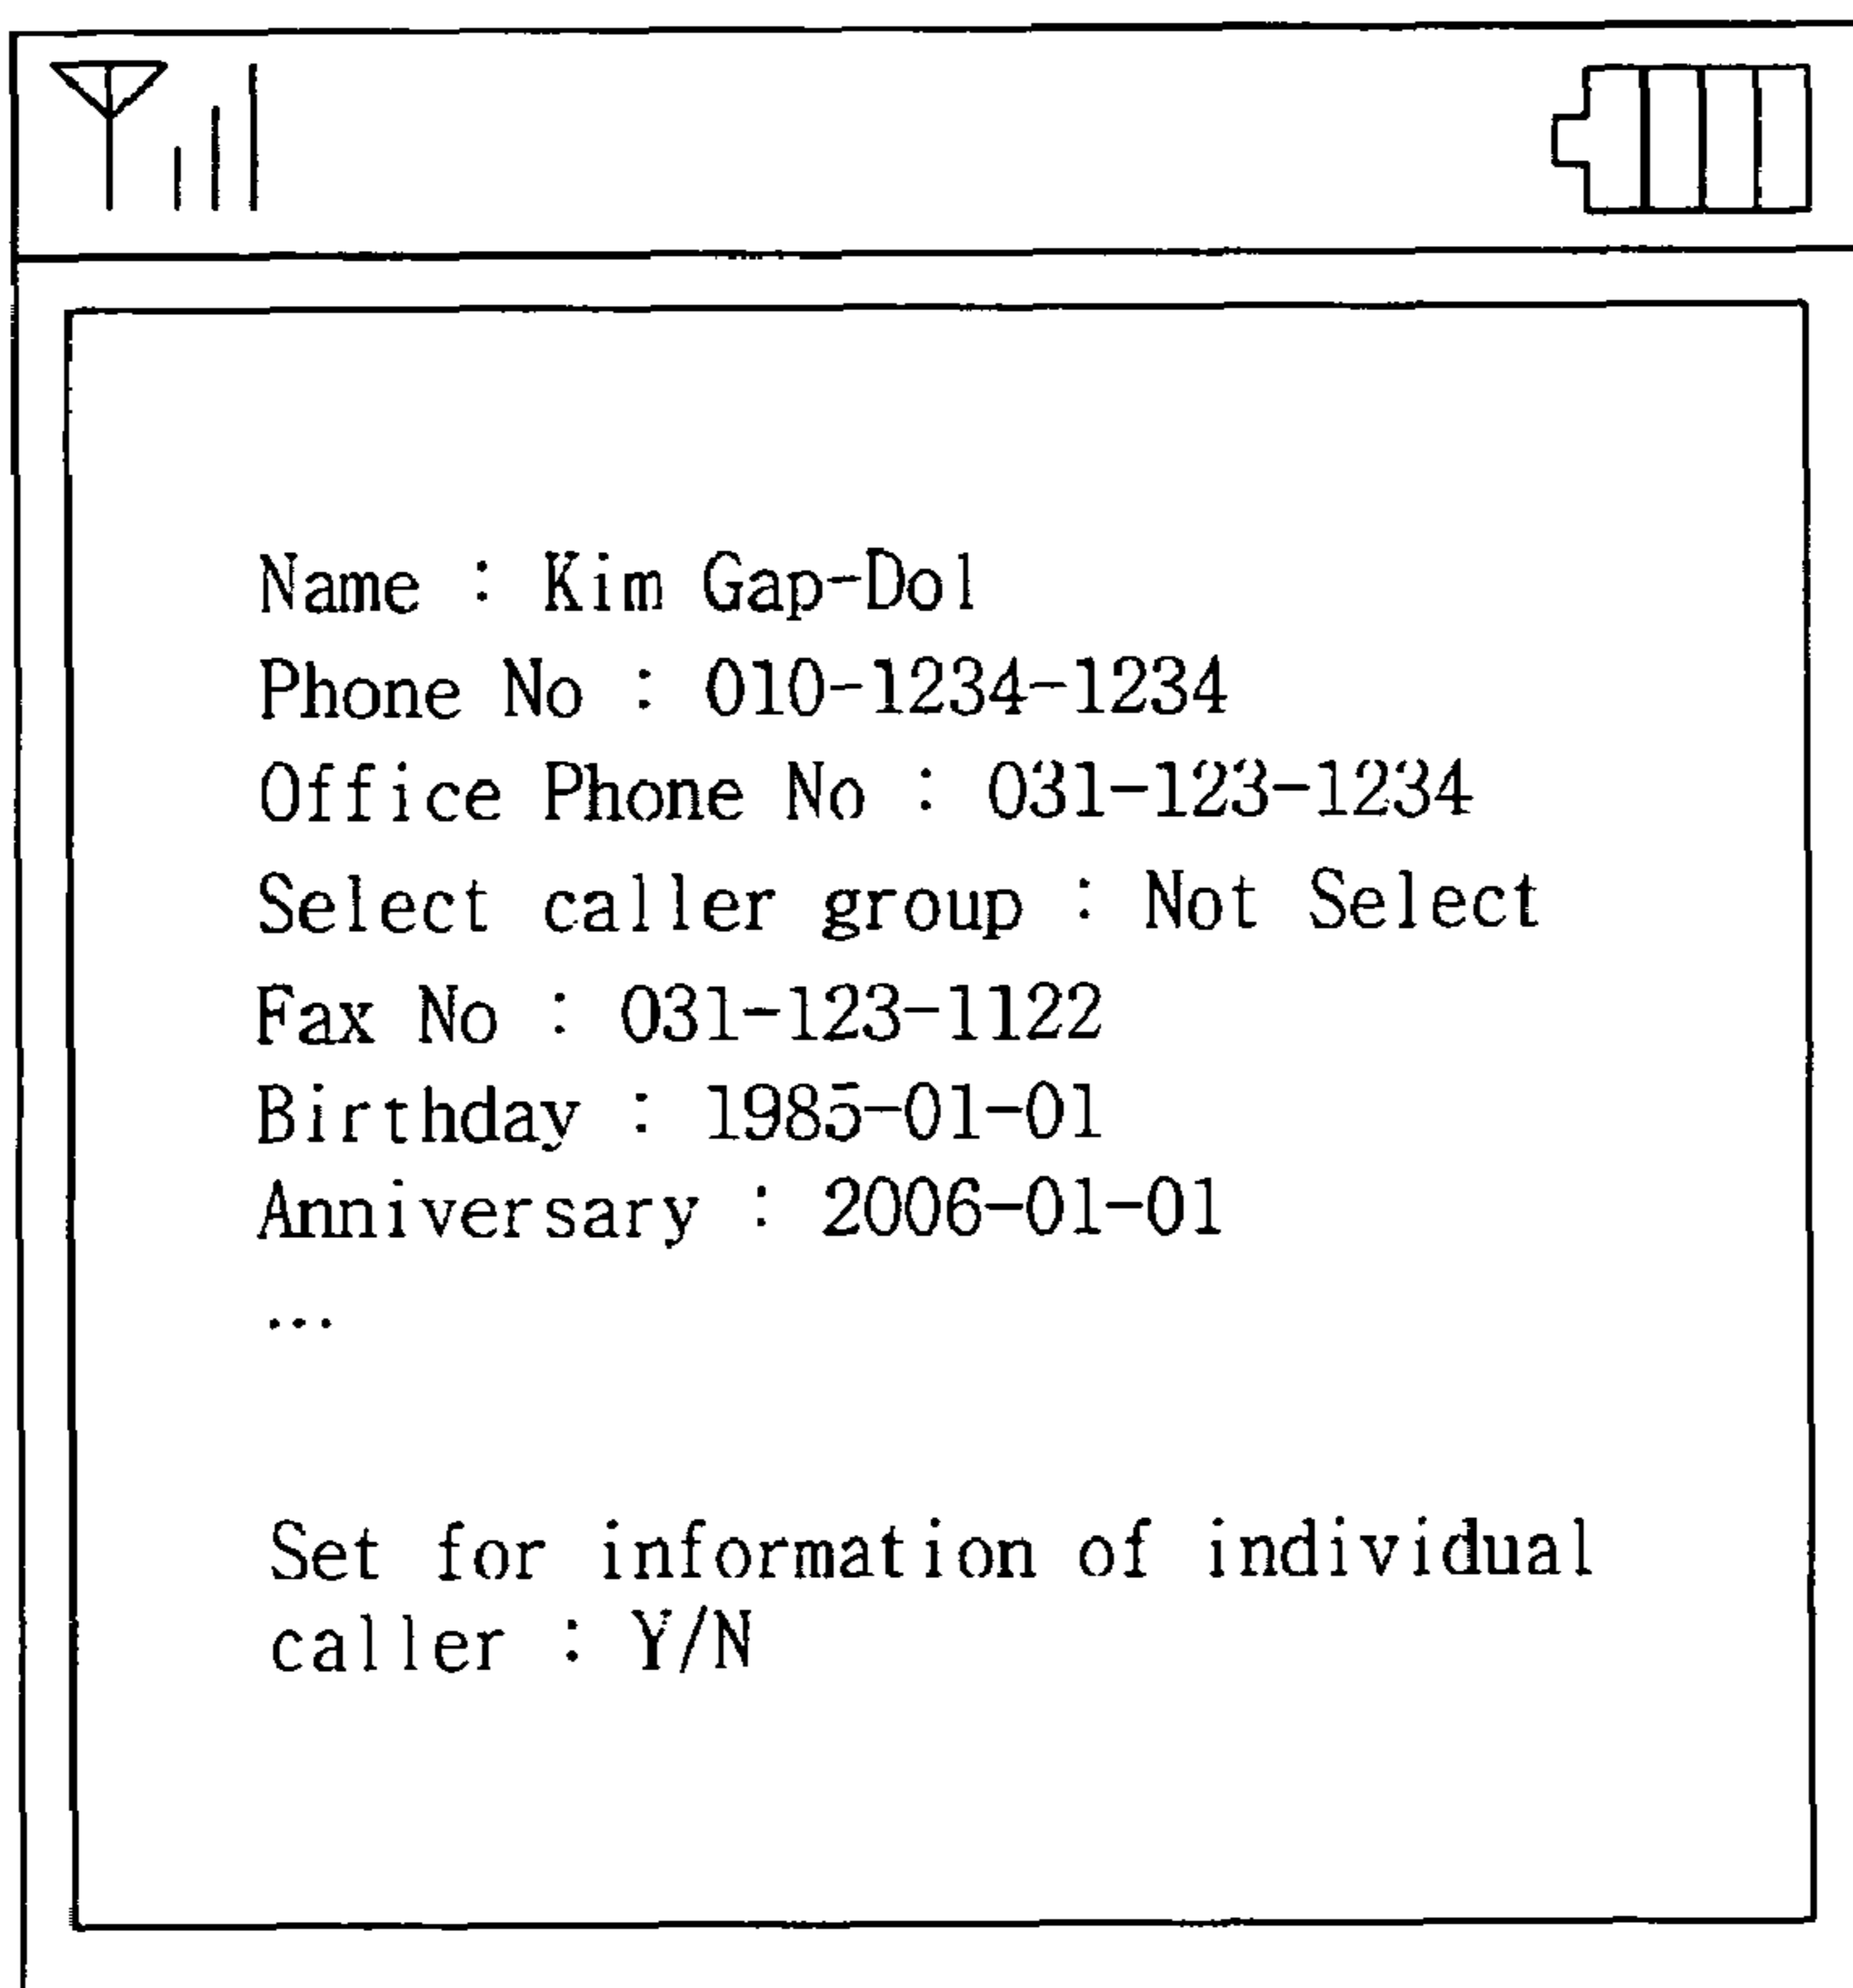 Name : Kim Gap-Dol
Phone No : 010-1234-1234
Office Phone No : 031-123-1234
Select caller group : Not Select
Fax No : 031-123-1122
Birthday : 1985-01-01
Anniversary : 2006-01-01
...
Set for information of individual
caller : Y/N